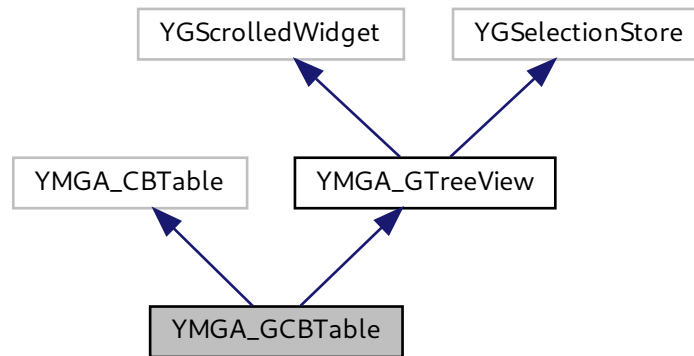 YGScrolledWidget
YGSelectionStore
YMGA_CBTable
YMGA_GTreeView
YMGA_GCBTable